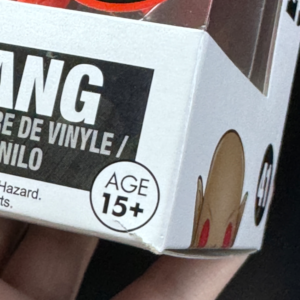 ANG
RE DE VINYLE /
NILO
Hazard.
ts.
AGE
15+
41